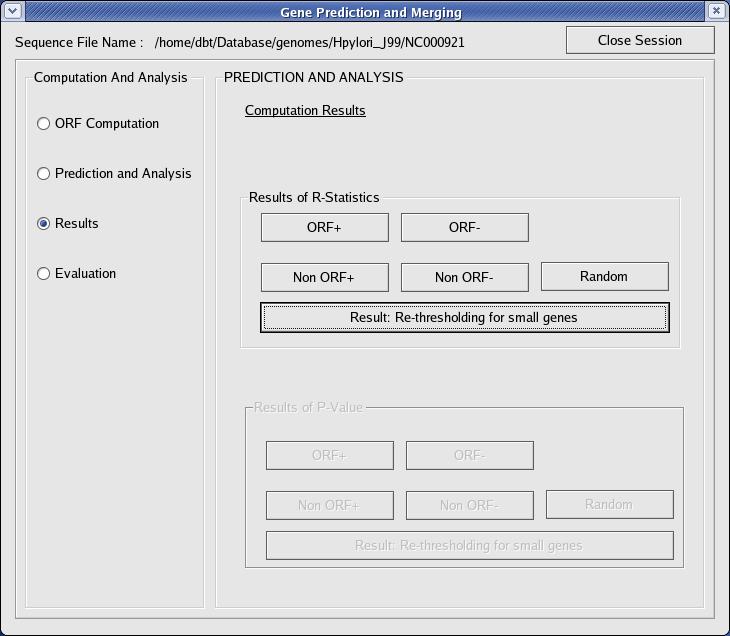 Gene Prediction and Merging
Sequence File Name : /home/dbt/Database/genomes/Hpylori_J99/NC000921
Close Session
Computation And Analysis
ORF Computation
Prediction and Analysis
Results
Evaluation
PREDICTION AND ANALYSIS
Computation Results
Results of R-Statistics
ORF+ ORF-
Non ORF+ Non ORF- Random
Result: Re-thresholding for small genes
Results of P-Value
ORF+ ORF-
Non ORF+ Non ORF- Random
Result: Re-thresholding for small genes